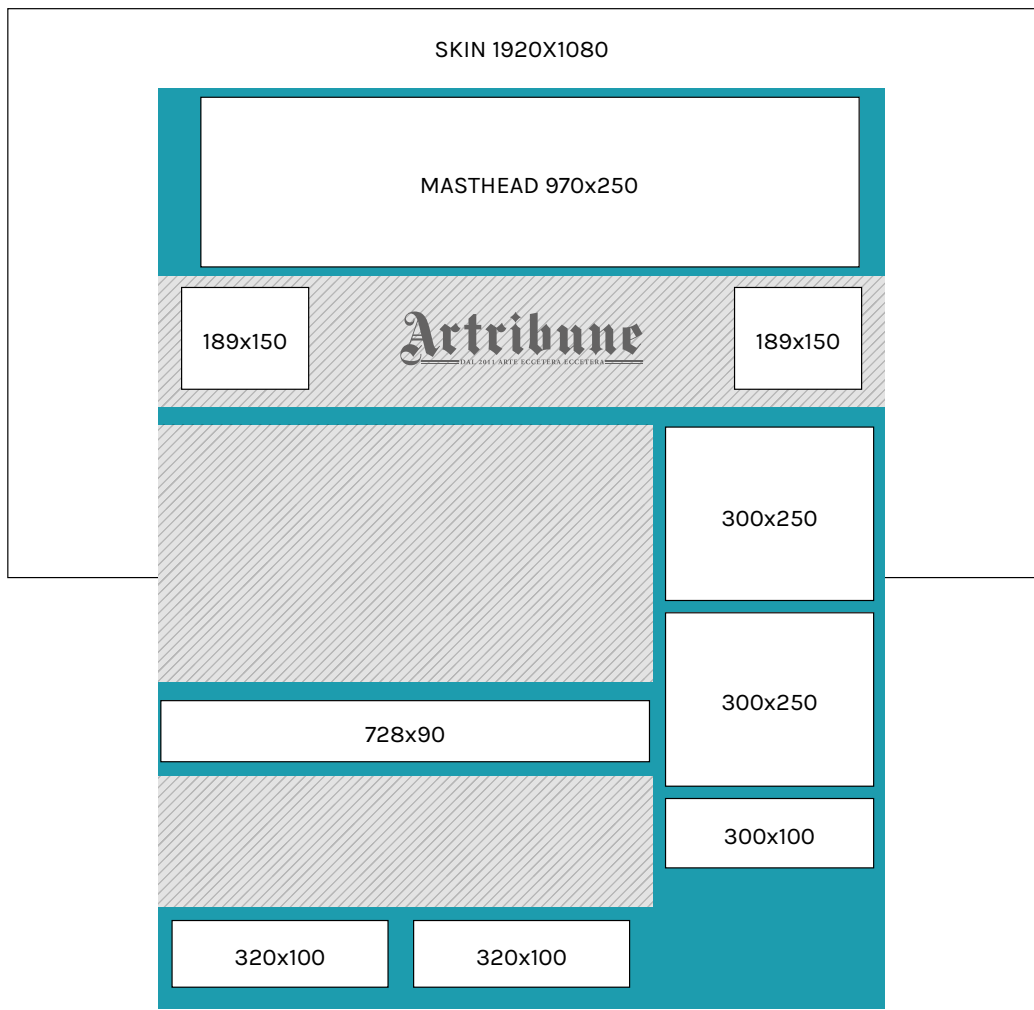 SKIN 1920X1080
MASTHEAD 970x250
189x150
Artribune
DAL 2011 ARTE ECCETERA ECCETERA
189x150
300x250
300x250
728x90
300x100
320x100
320x100